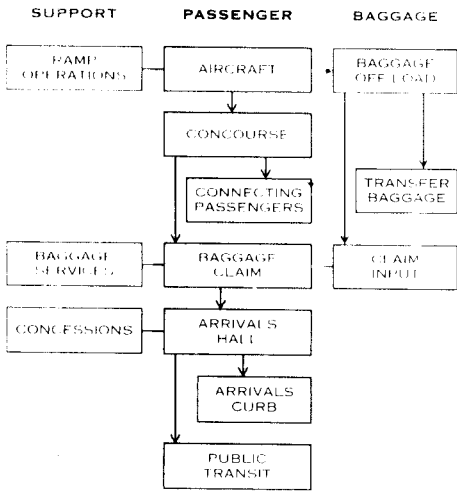 SUPPORT PASSENGER BAGGAGE
RAMP
OPERATIONS
AIRCRAFT
BAGGAGE
OFF LOAD
CONCOURSE
CONNECTING
PASSENGERS
TRANSFER
BAGGAGE
BAGGAGE
SERVICES
BAGGAGE
CLAIM
CLAIM
INPUT
CONCESSIONS
ARRIVALS
HALL
ARRIVALS
CURB
PUBLIC
TRANSIT